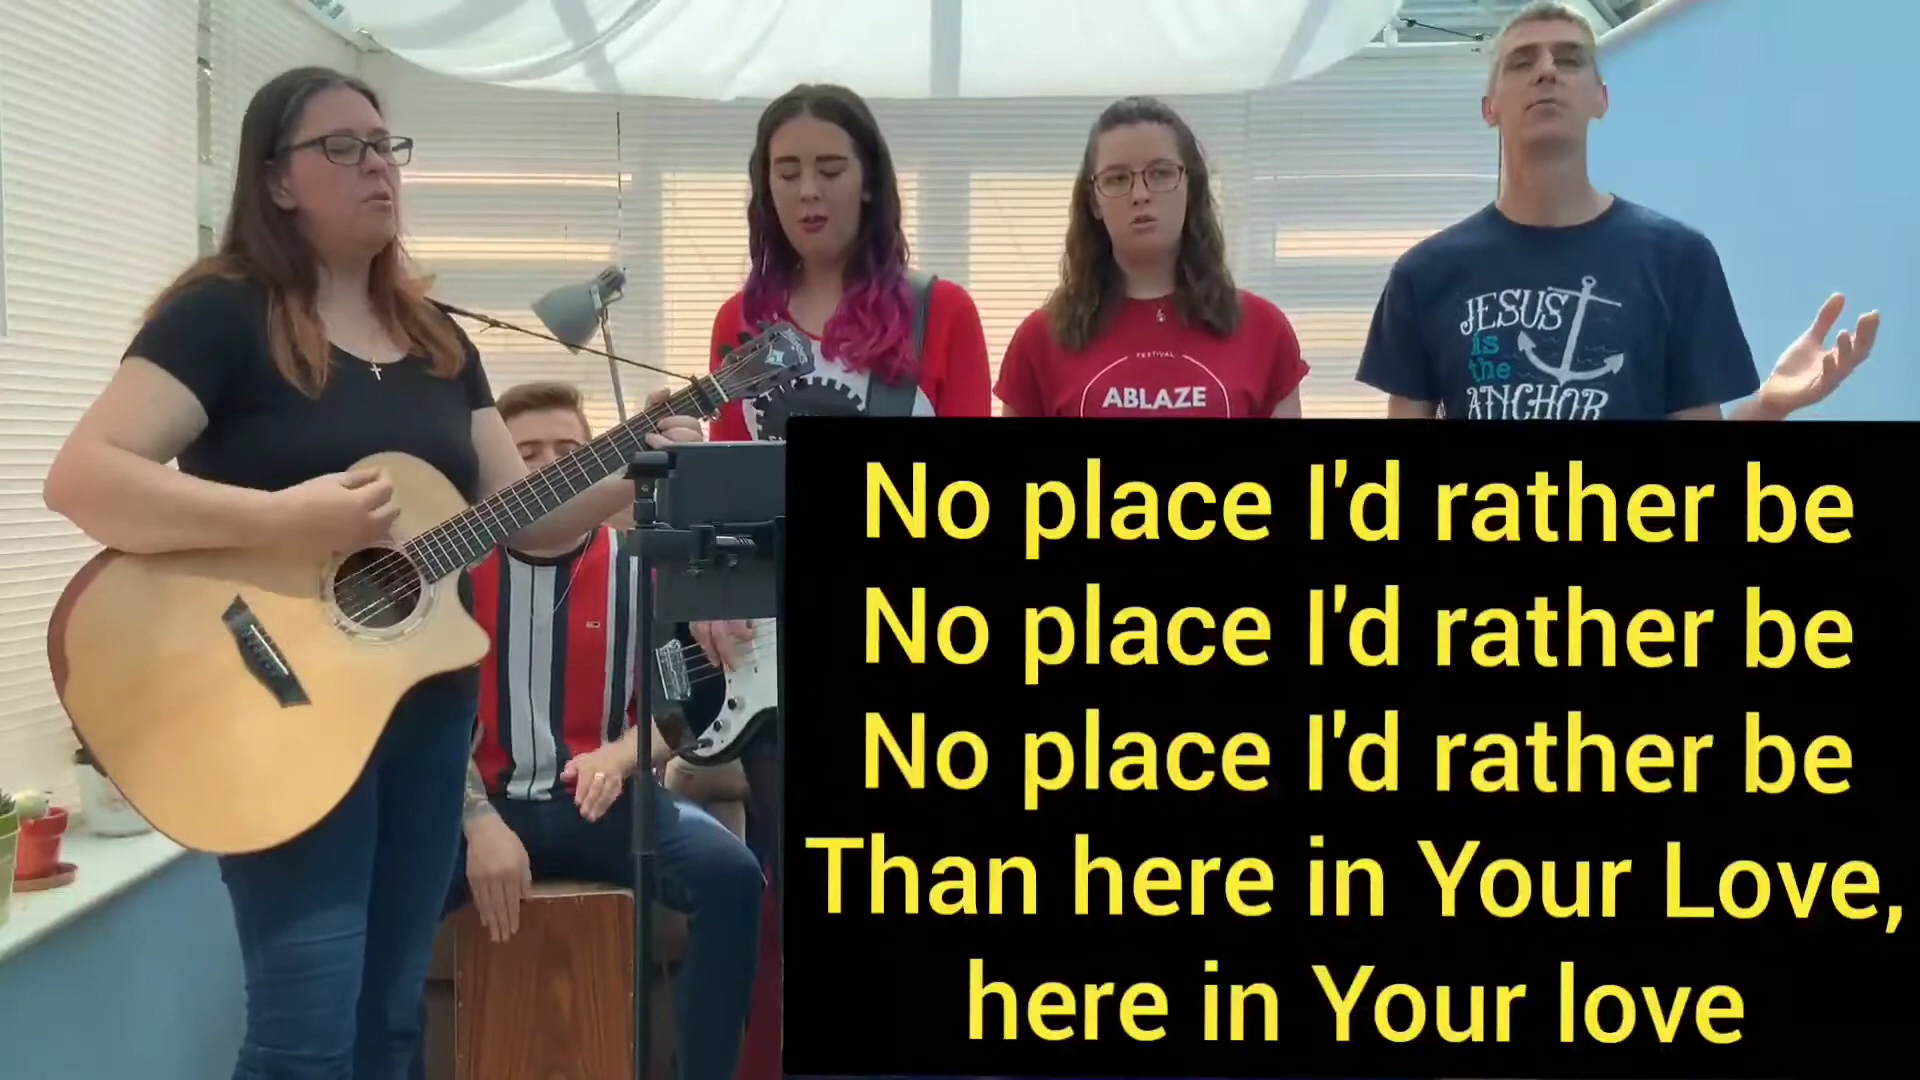 JESUS
is
the
ANCHOR
FESTIVAL
ABLAZE
No place I'd rather be
No place I'd rather be
No place I'd rather be
Than here in Your Love,
here in Your love